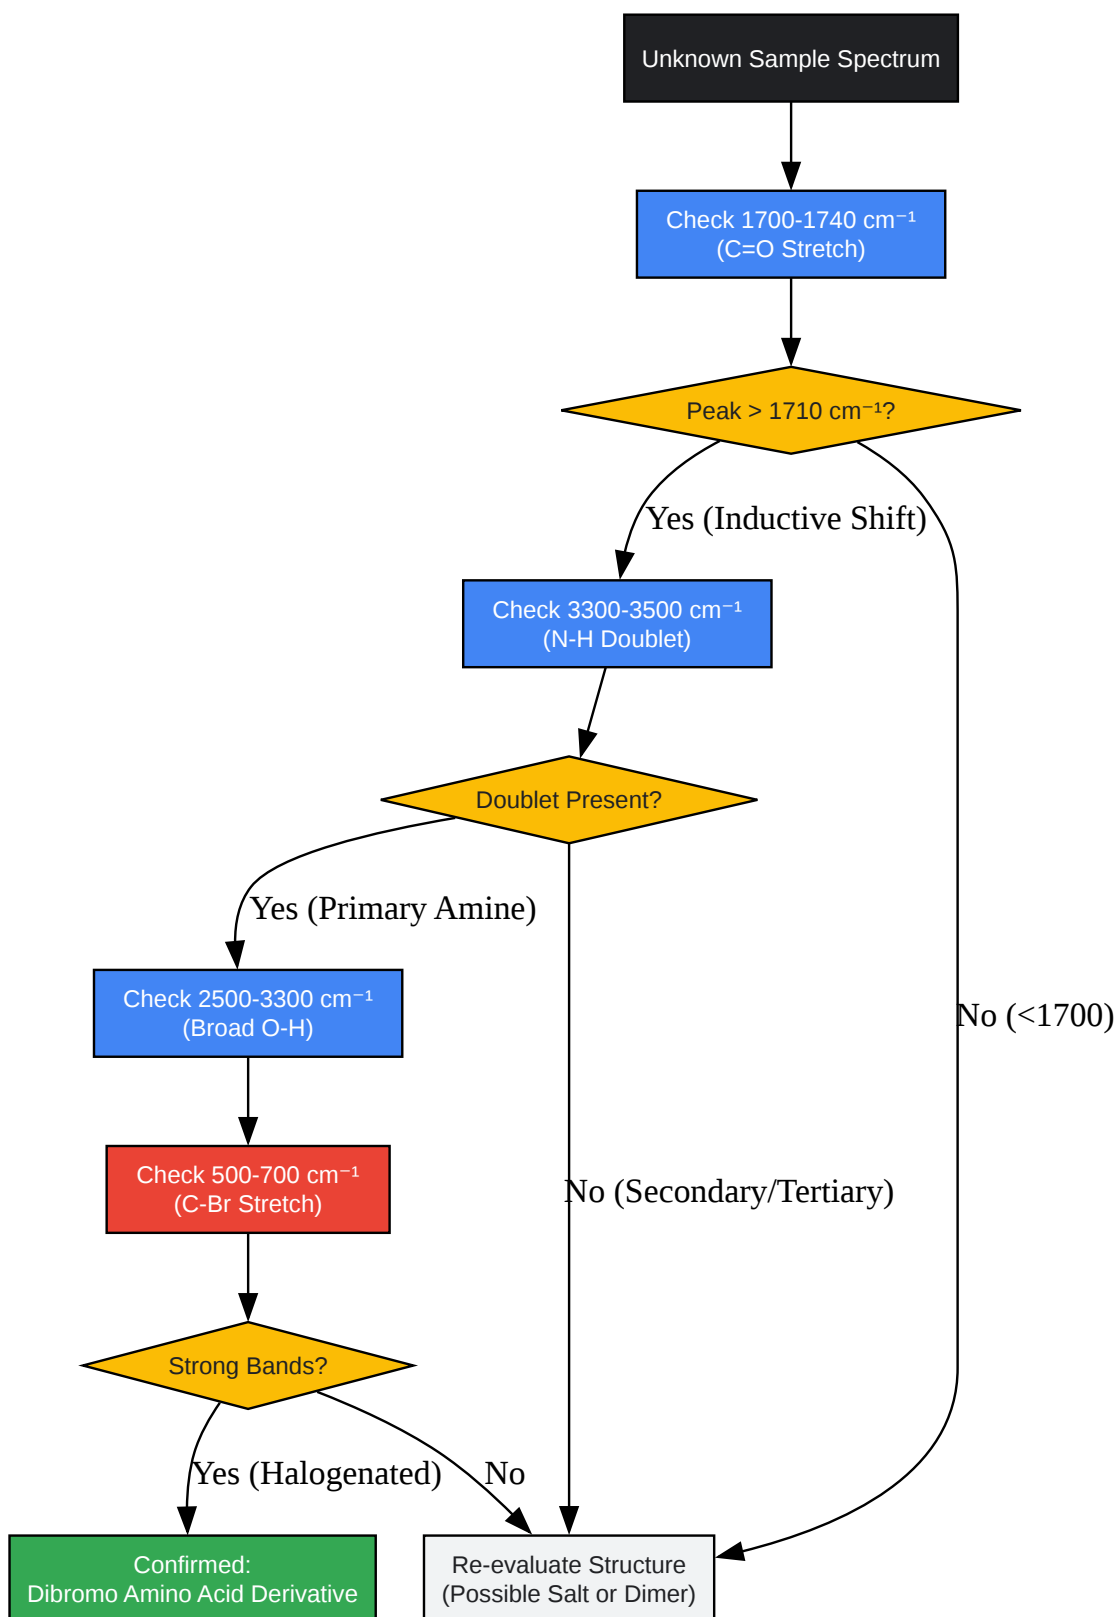 Unknown Sample Spectrum
Check 1700-1740 cm⁻¹
(C=O Stretch)
Peak > 1710 cm⁻¹?
Yes (Inductive Shift)
Check 3300-3500 cm⁻¹
(N-H Doublet)
Doublet Present?
Yes (Primary Amine)
Check 2500-3300 cm⁻¹
(Broad O-H)
No (<1700)
Check 500-700 cm⁻¹
(C-Br Stretch)
No (Secondary/Tertiary)
Strong Bands?
Yes (Halogenated)
No
Confirmed:
Dibromo Amino Acid Derivative
Re-evaluate Structure
(Possible Salt or Dimer)